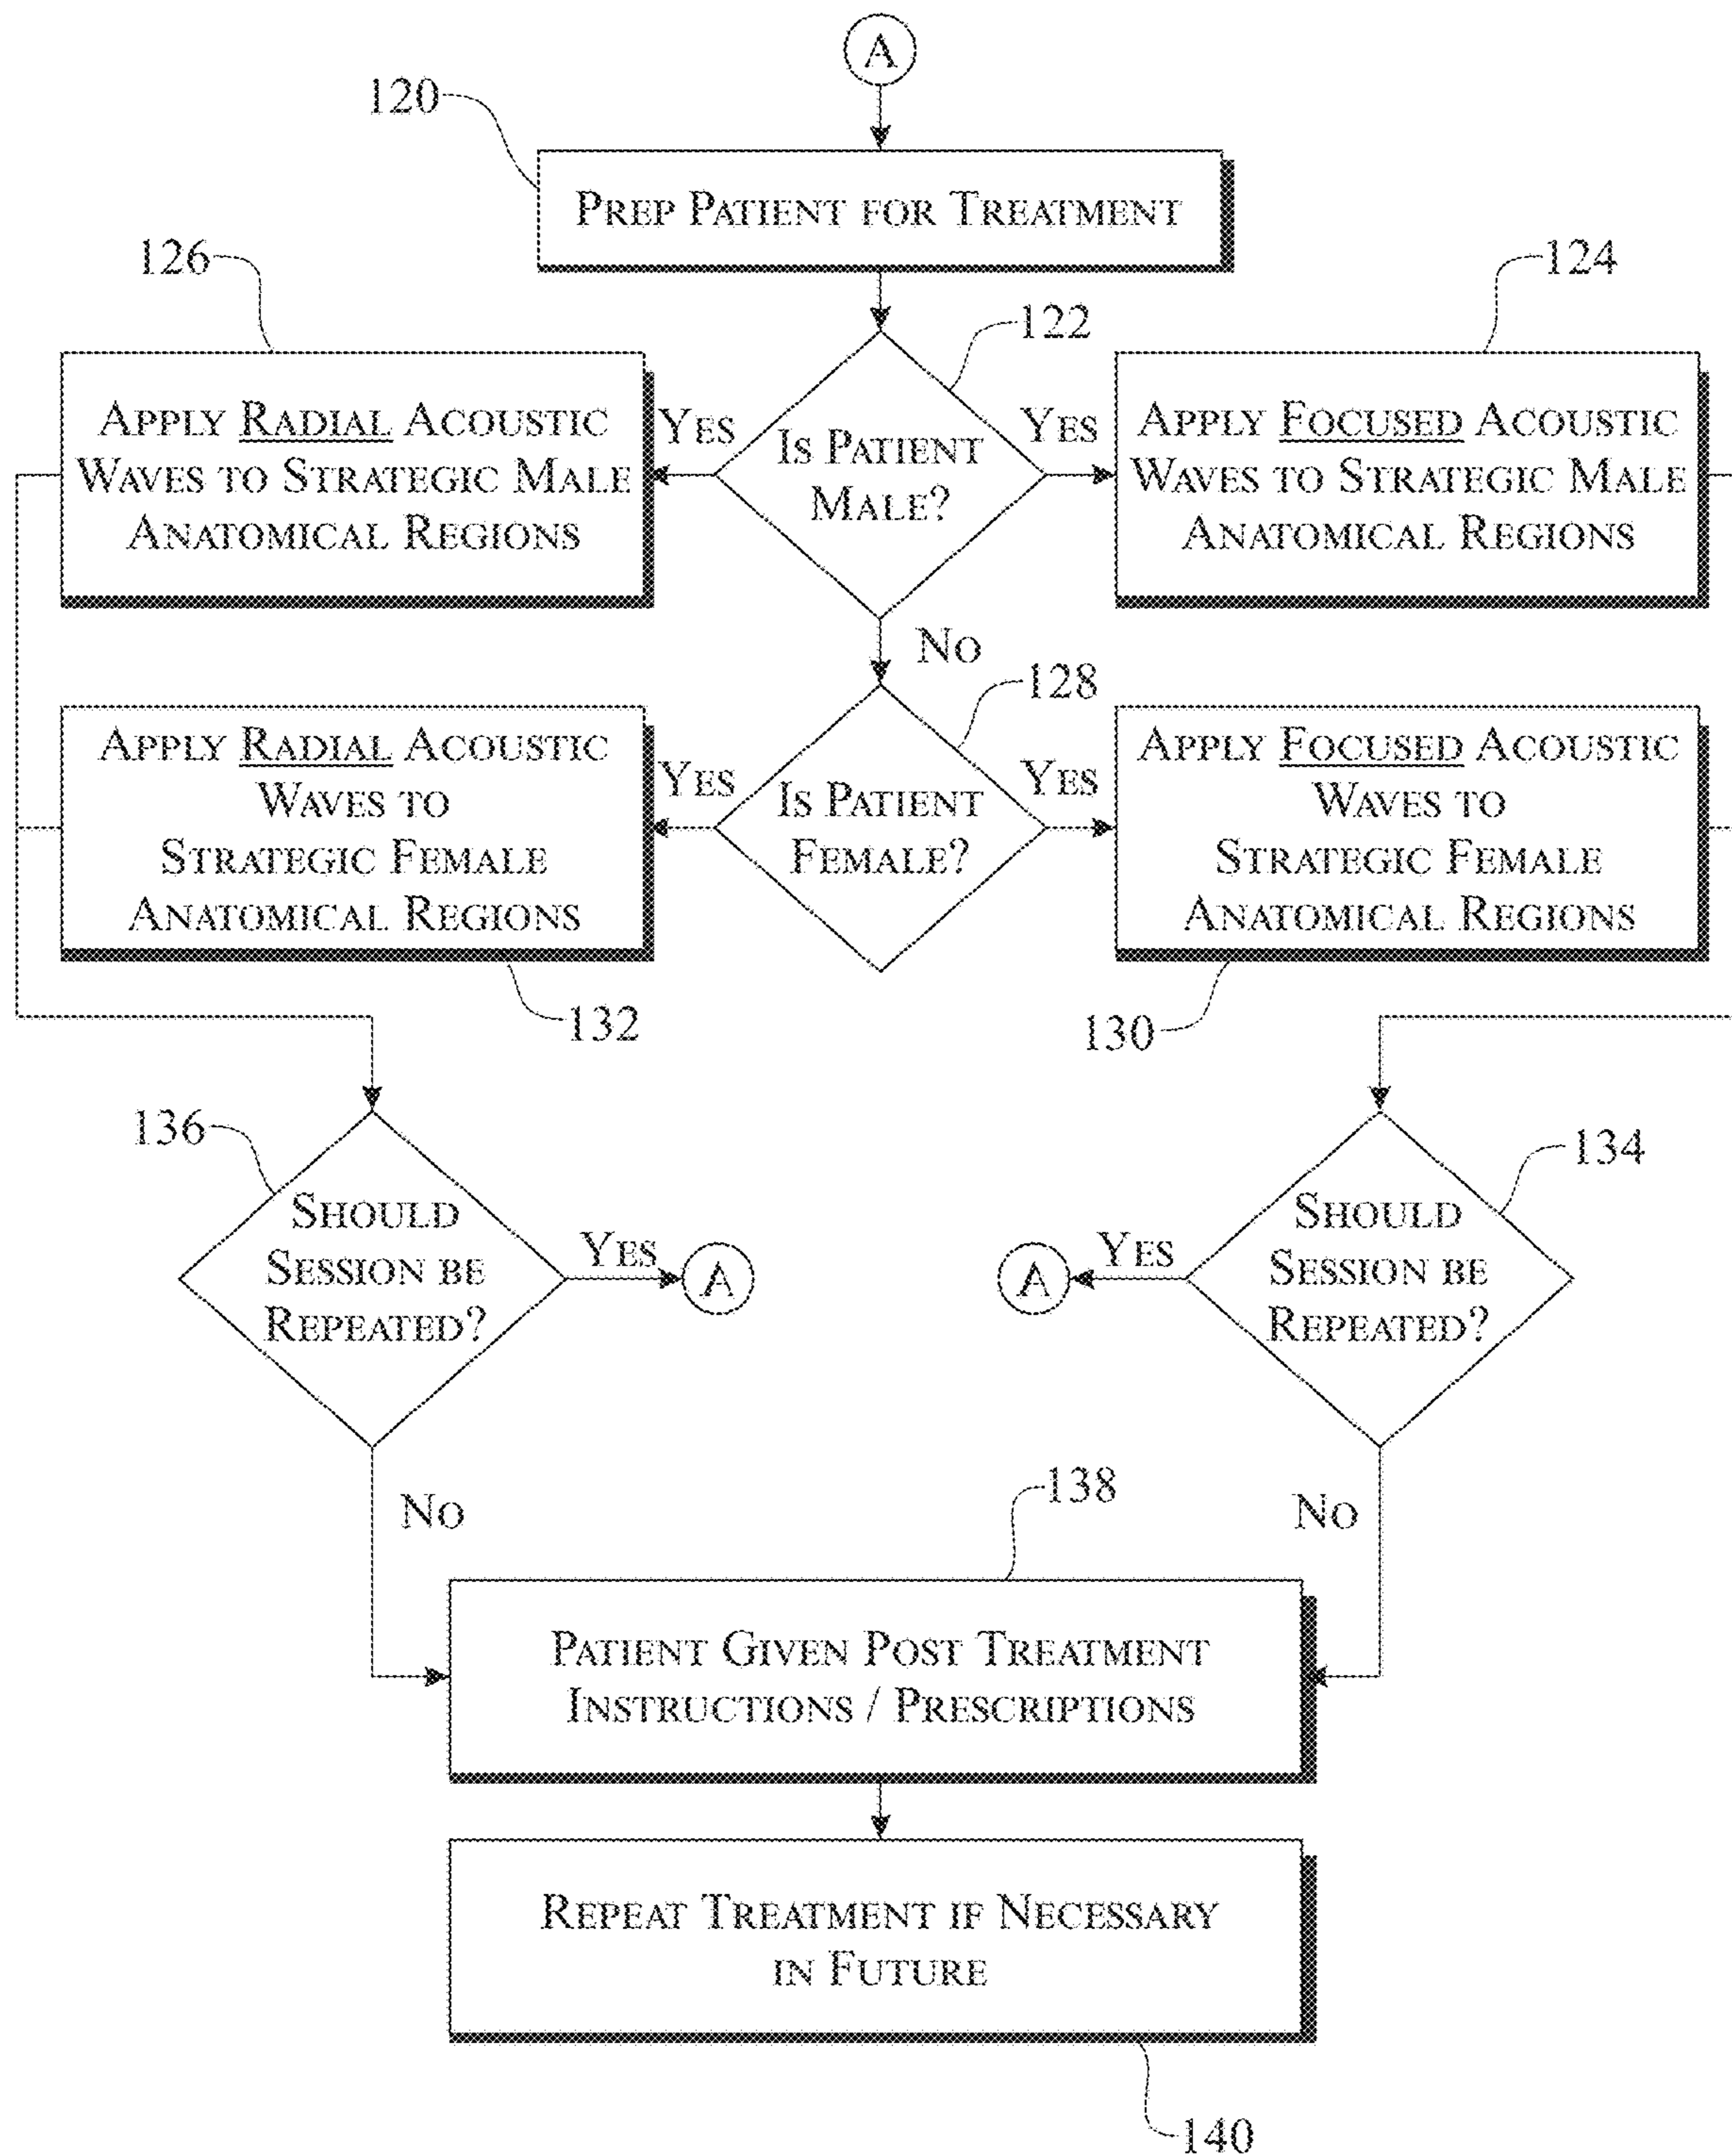 A
120
PREP PATIENT FOR TREATMENT
126
124
122
APPLY RADIAL ACOUSTIC
WAVES TO STRATEGIC MALE
ANATOMICAL REGIONS
YES
IS PATIENT
MALE?
YES
APPLY FOCUSED ACOUSTIC
WAVES TO STRATEGIC MALE
ANATOMICAL REGIONS
NO
128
APPLY RADIAL ACOUSTIC
WAVES TO
STRATEGIC FEMALE
ANATOMICAL REGIONS
YES
IS PATIENT
FEMALE?
YES
APPLY FOCUSED ACOUSTIC
WAVES TO
STRATEGIC FEMALE
ANATOMICAL REGIONS
132
130
136
134
SHOULD
SESSION BE
REPEATED?
YES
A
A
YES
SHOULD
SESSION BE
REPEATED?
NO
138
NO
PATIENT GIVEN POST TREATMENT
INSTRUCTIONS / PRESCRIPTIONS
REPEAT TREATMENT IF NECESSARY
IN FUTURE
140